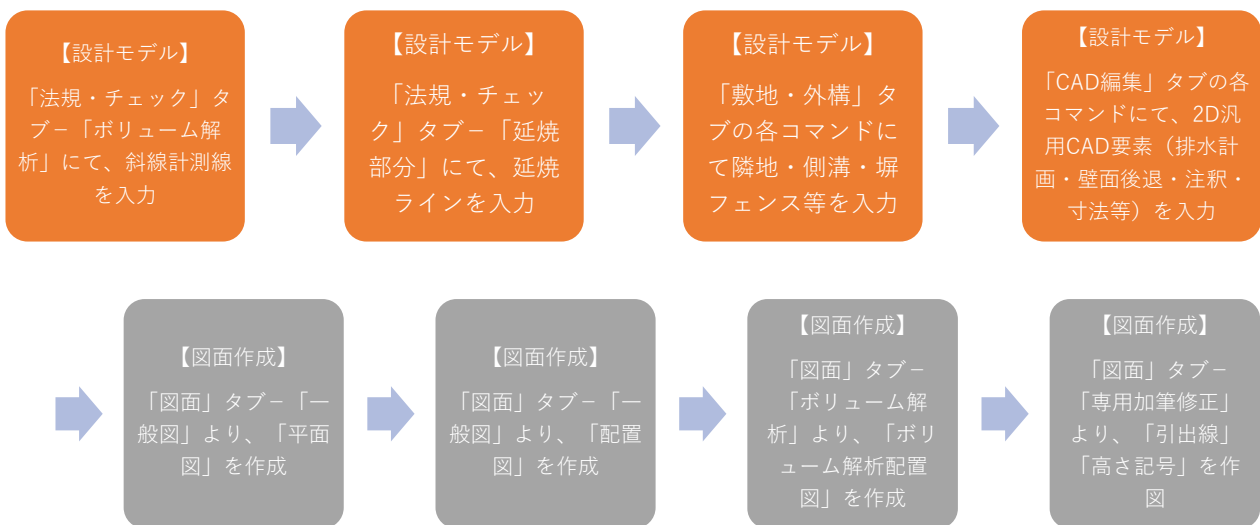 【設計モデル】
「法規・チェック」タ
ブ－「ボリューム解
析」にて、斜線計測線
を入力
【設計モデル】
「法規・チェッ
ク」タブ－「延焼
部分」にて、延焼
ラインを入力
【設計モデル】
「敷地・外構」タ
ブの各コマンドに
て隣地・側溝・塀
フェンス等を入力
【設計モデル】
「CAD編集」タブの各
コマンドにて、2D汎
用CAD要素（排水計
画・壁面後退・注釈・
寸法等）を入力
【図面作成】
「図面」タブ－「一
般図」より、「平面
図」を作成
【図面作成】
「図面」タブ－「一
般図」より、「配置
図」を作成
【図面作成】
「図面」タブ－
「ボリューム解
析」より、「ボリ
ューム解析配置
図」を作成
【図面作成】
「図面」タブ－
「専用加筆修正」
より、「引出線」
「高さ記号」を作
図